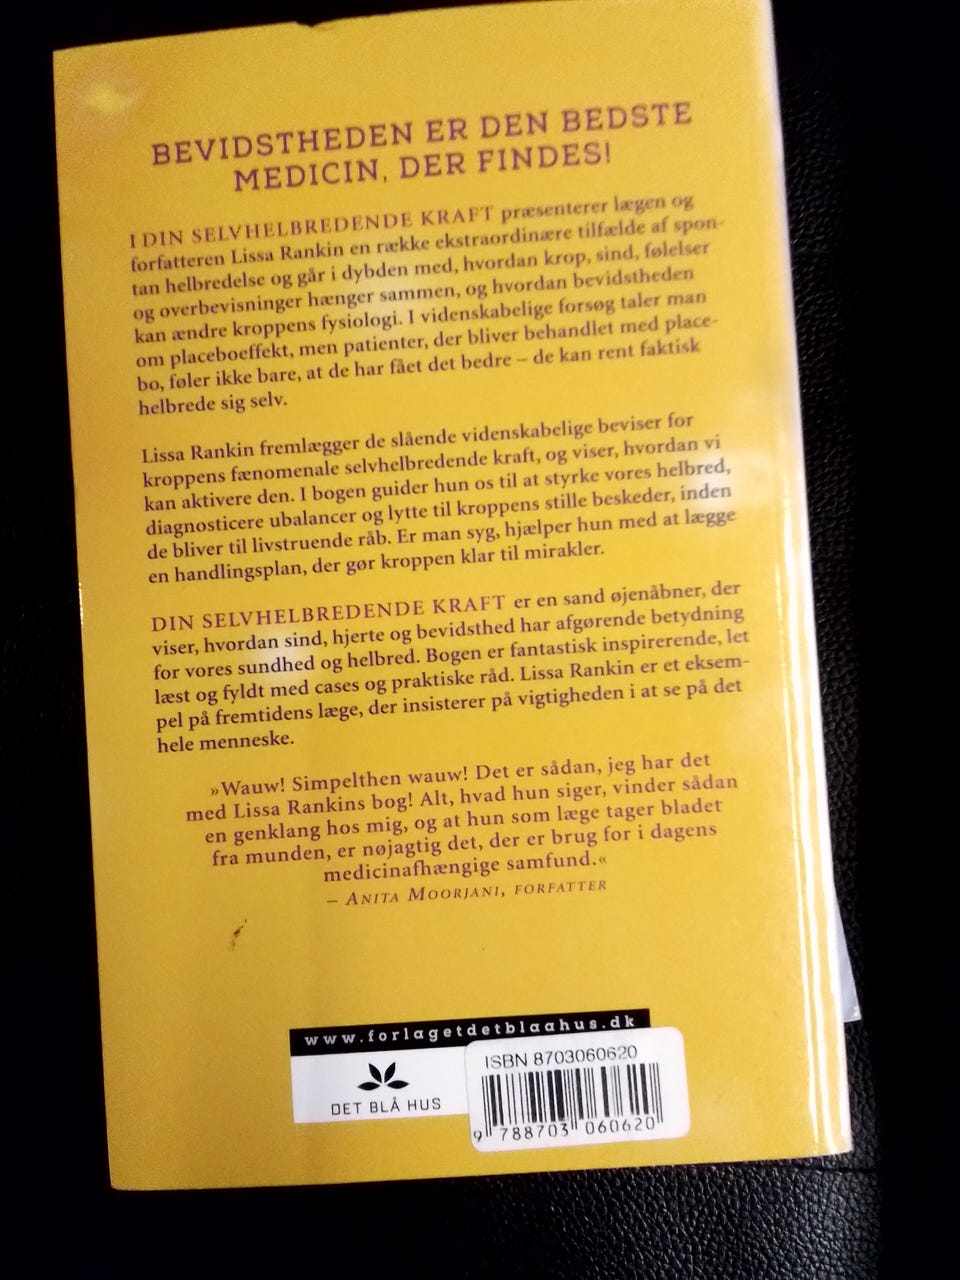 BEVIDSTHEDEN ER DEN BEDSTE
MEDICIN, DER FINDES!
I DIN SELVHELBREDENDE KRAFT præsenterer lægen og
forfatteren Lissa Rankin en række ekstraordinære tilfælde af spon-
tan helbredelse og går i dybden med, hvordan krop, sind, følelser
og overbevisninger hænger sammen, og hvordan bevidstheden
kan ændre kroppens fysiologi. I videnskabelige forsøg taler man
om placeboeffekt, men patienter, der bliver behandlet med place-
bo, føler ikke bare, at de har fået det bedre – de kan rent faktisk
helbrede sig selv.
Lissa Rankin fremlægger de slående videnskabelige beviser for
kroppens fænomenale selvhelbredende kraft, og viser, hvordan vi
kan aktivere den. I bogen guider hun os til at styrke vores helbred,
diagnosticere ubalancer og lytte til kroppens stille beskeder, inden
de bliver til livstruende råb. Er man syg, hjælper hun med at lægge
en handlingsplan, der gør kroppen klar til mirakler.
DIN SELVHELBREDENDE KRAFT er en sand øjenåbner, der
viser, hvordan sind, hjerte og bevidsthed har afgørende betydning
for vores sundhed og helbred. Bogen er fantastisk inspirerende, let
læst og fyldt med cases og praktiske råd. Lissa Rankin er et eksem-
pel på fremtidens læge, der insisterer på vigtigheden i at se på det
hele menneske.
»Wauw! Simpelthen wauw! Det er sådan, jeg har det
med Lissa Rankins bog! Alt, hvad hun siger, vinder sådan
en genklang hos mig, og at hun som læge tager bladet
fra munden, er nøjagtig det, der er brug for i dagens
medicinafhængige samfund.«
– ANITA MOORJANI, FORFATTER
www.forlagetdetblaahus.dk
DET BLÅ HUS
ISBN 8703060620
9 788703 060620